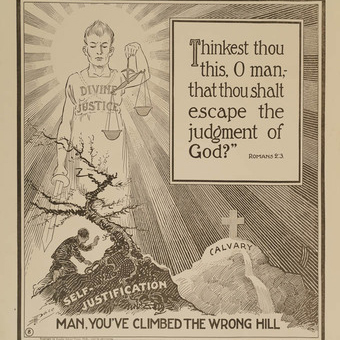 Thinkest thou
this, O man,-
that thou shalt
escape the
judgment of
God?"
ROMANS 2:3
DIVINE
JUSTICE
CALVARY
SELF-
JUSTIFICATION
MAN, YOU'VE CLIMBED THE WRONG HILL
8